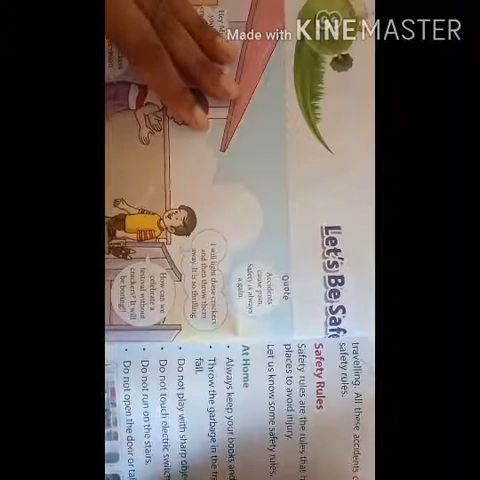 Made with KINEMASTER
Let's Be Safe
Quote
Accidents
cause pain,
Safety is always
a gain.
Hey M
I will light these crackers
and then throw them
away. It is so thrilling.
How can we
celebrate a
festival without
crackers? It will
be boring!!
travelling. All these accidents
safety rules.
Safety Rules
Safety rules are the rules that
places to avoid injury.
Let us know some safety rules.
At Home
• Always keep your books and
• Throw the garbage in the
fall.
• Do not play with sharp
• Do not touch electric
• Do not run on the stairs.
• Do not open the door or